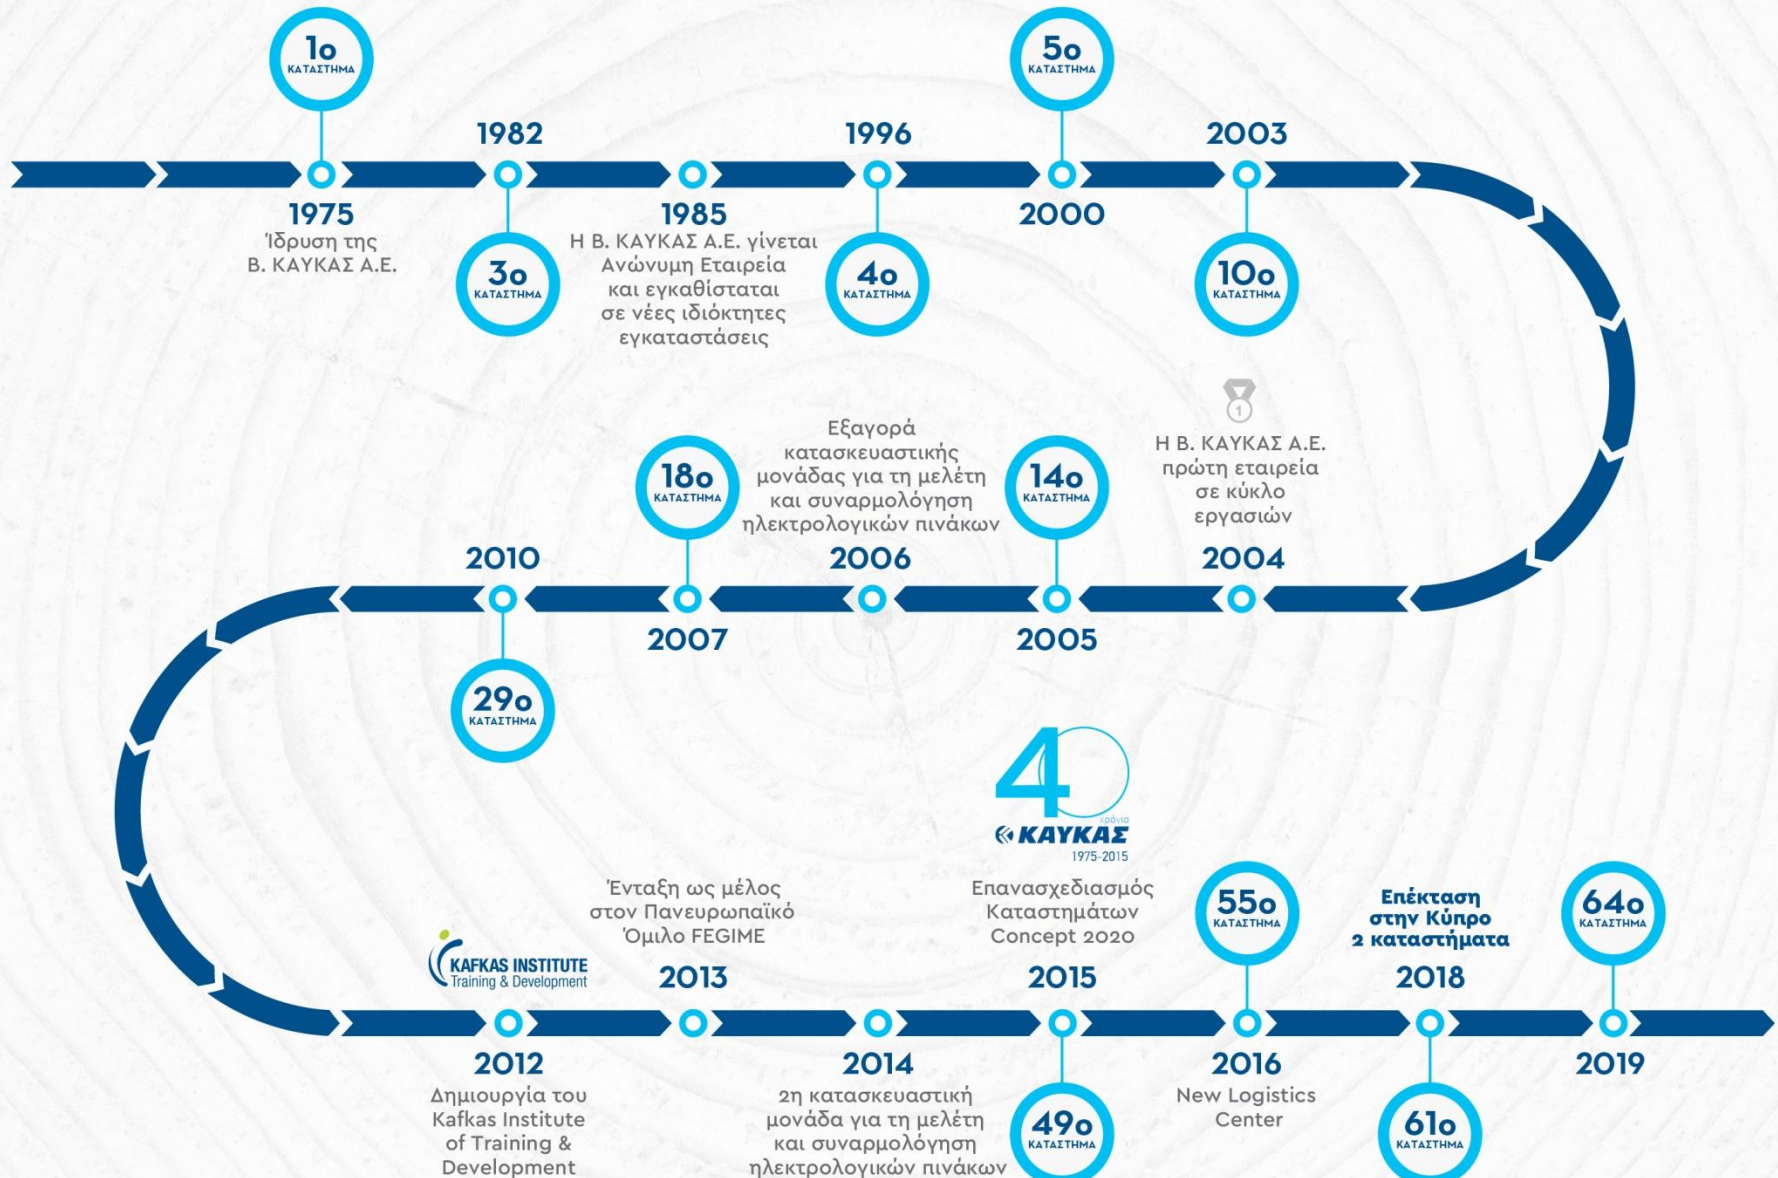 1ο
ΚΑΤΑΣΤΗΜΑ
1975
Ίδρυση της
Β. ΚΑΥΚΑΣ Α.Ε.
1982
3ο
ΚΑΤΑΣΤΗΜΑ
1985
Η Β. ΚΑΥΚΑΣ Α.Ε. γίνεται
Ανώνυμη Εταιρεία
και εγκαθίσταται
σε νέες ιδιόκτητες
εγκαταστάσεις
1996
4ο
ΚΑΤΑΣΤΗΜΑ
5ο
ΚΑΤΑΣΤΗΜΑ
2000
2003
10ο
ΚΑΤΑΣΤΗΜΑ
1
Η Β. ΚΑΥΚΑΣ Α.Ε.
πρώτη εταιρεία
σε κύκλο
εργασιών
2004
14ο
ΚΑΤΑΣΤΗΜΑ
2005
Εξαγορά
κατασκευαστικής
μονάδας για τη μελέτη
και συναρμολόγηση
ηλεκτρολογικών πινάκων
2006
18ο
ΚΑΤΑΣΤΗΜΑ
2007
2010
29ο
ΚΑΤΑΣΤΗΜΑ
KAFKAS INSTITUTE
Training & Development
2012
Δημιουργία του
Kafkas Institute
of Training &
Development
Ένταξη ως μέλος
στον Πανευρωπαϊκό
Όμιλο FEGIME
2013
2014
2η κατασκευαστική
μονάδα για τη μελέτη
και συναρμολόγηση
ηλεκτρολογικών πινάκων
40
χρόνια
ΚΑΥΚΑΣ
1975-2015
Επανασχεδιασμός
Καταστημάτων
Concept 2020
2015
49ο
ΚΑΤΑΣΤΗΜΑ
55ο
ΚΑΤΑΣΤΗΜΑ
2016
New Logistics
Center
Επέκταση
στην Κύπρο
2 καταστήματα
2018
61ο
ΚΑΤΑΣΤΗΜΑ
64ο
ΚΑΤΑΣΤΗΜΑ
2019